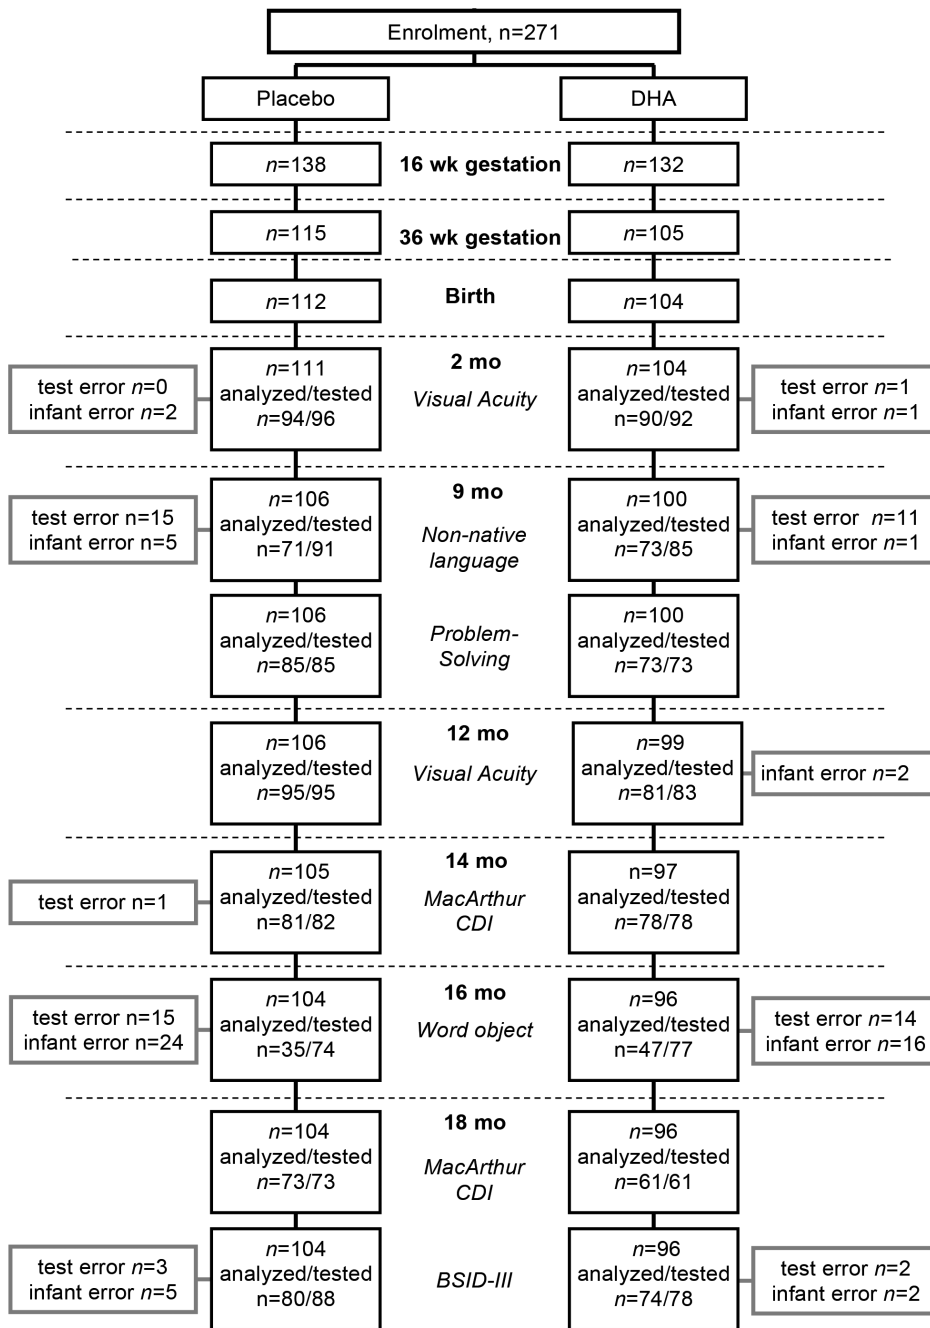 Enrolment, n=271
Placebo
DHA
n=138
16 wk gestation
n=132
n=115
36 wk gestation
n=105
n=112
Birth
n=104
test error n=0
infant error n=2
n=111
analyzed/tested
n=94/96
2 mo
Visual Acuity
n=104
analyzed/tested
n=90/92
test error n=1
infant error n=1
test error n=15
infant error n=5
n=106
analyzed/tested
n=71/91
9 mo
Non-native
language
n=100
analyzed/tested
n=73/85
test error n=11
infant error n=1
n=106
analyzed/tested
n=85/85
Problem-
Solving
n=100
analyzed/tested
n=73/73
n=106
analyzed/tested
n=95/95
12 mo
Visual Acuity
n=99
analyzed/tested
n=81/83
infant error n=2
test error n=1
n=105
analyzed/tested
n=81/82
14 mo
MacArthur
CDI
n=97
analyzed/tested
n=78/78
test error n=15
infant error n=24
n=104
analyzed/tested
n=35/74
16 mo
Word object
n=96
analyzed/tested
n=47/77
test error n=14
infant error n=16
n=104
analyzed/tested
n=73/73
18 mo
MacArthur
CDI
n=96
analyzed/tested
n=61/61
test error n=3
infant error n=5
n=104
analyzed/tested
n=80/88
BSID-III
n=96
analyzed/tested
n=74/78
test error n=2
infant error n=2